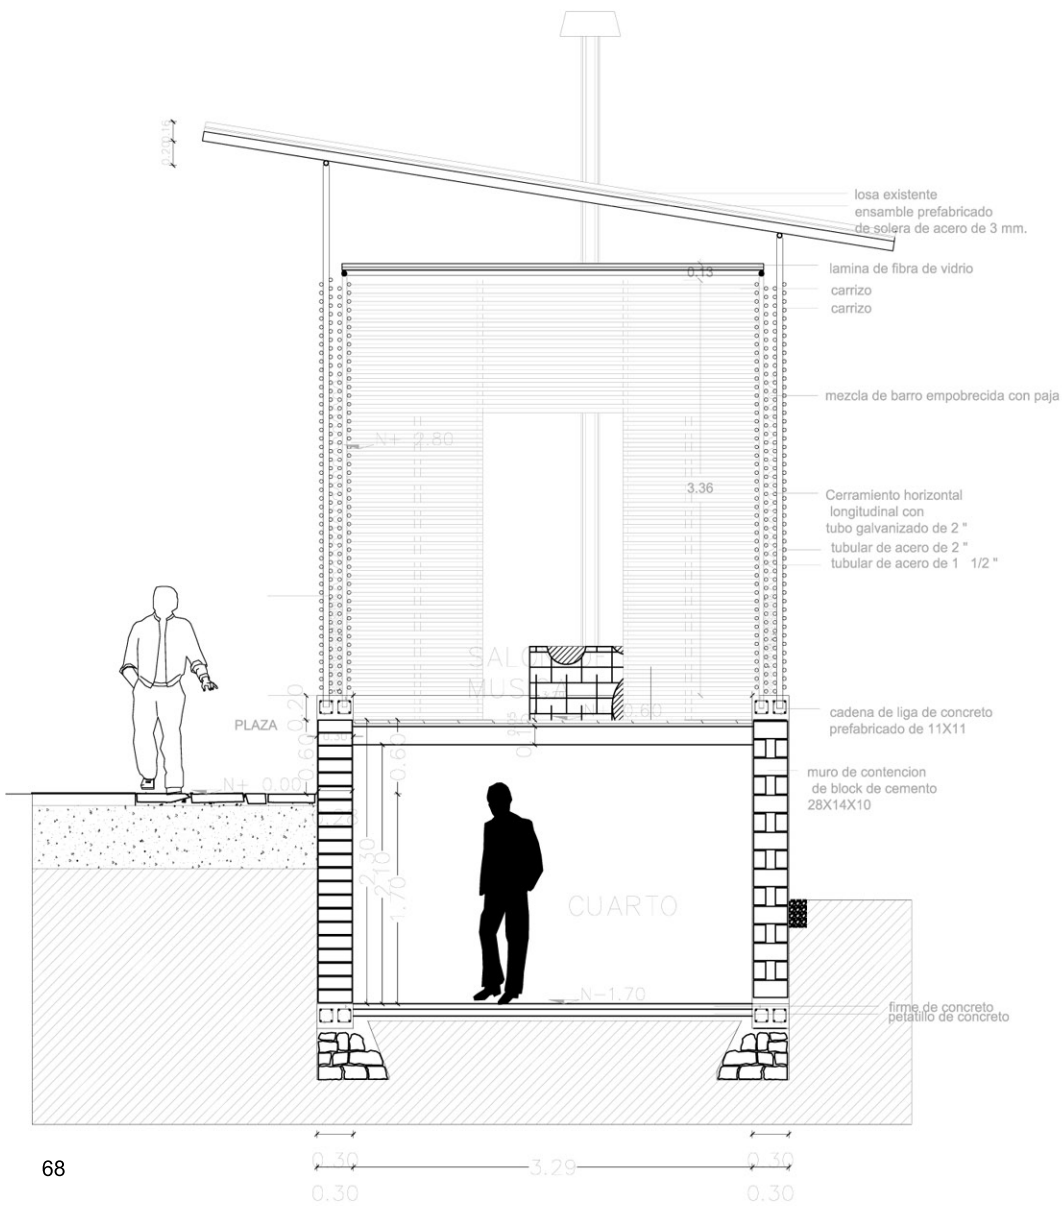 0.16
0.20
losa existente
ensamble prefabricado
de solera de acero de 3 mm.
lamina de fibra de vidrio
0.13
carrizo
carrizo
mezcla de barro empobrecida con paja
N+ 2.80
3.36
Cerramiento horizontal
longitudinal con
tubo galvanizado de 2 "
tubular de acero de 2 "
tubular de acero de 1 1/2 "
SALON DE
MUSICA
0.20
cadena de liga de concreto
prefabricado de 11X11
PLAZA
0.30
0.60
0.60
muro de contencion
de block de cemento
28X14X10
N+ 0.00
2.30
2.10
1.70
CUARTO
N-1.70
firme de concreto
petatillo de concreto
0.30
3.29
0.30
0.30
0.30
68